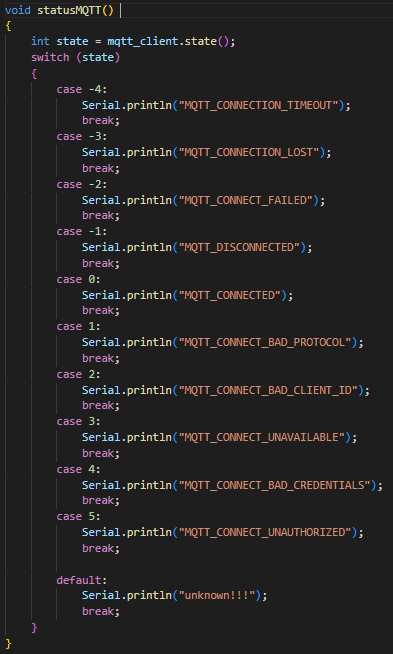 void statusMQTT()
{
    int state = mqtt_client.state();
    switch (state)
    {
        case -4:
            Serial.println("MQTT_CONNECTION_TIMEOUT");
            break;
        case -3:
            Serial.println("MQTT_CONNECTION_LOST");
            break;
        case -2:
            Serial.println("MQTT_CONNECT_FAILED");
            break;
        case -1:
            Serial.println("MQTT_DISCONNECTED");
            break;
        case 0:
            Serial.println("MQTT_CONNECTED");
            break;
        case 1:
            Serial.println("MQTT_CONNECT_BAD_PROTOCOL");
            break;
        case 2:
            Serial.println("MQTT_CONNECT_BAD_CLIENT_ID");
            break;
        case 3:
            Serial.println("MQTT_CONNECT_UNAVAILABLE");
            break;
        case 4:
            Serial.println("MQTT_CONNECT_BAD_CREDENTIALS");
            break;
        case 5:
            Serial.println("MQTT_CONNECT_UNAUTHORIZED");
            break;

        default:
            Serial.println("unknown!!!");
            break;
    }
}